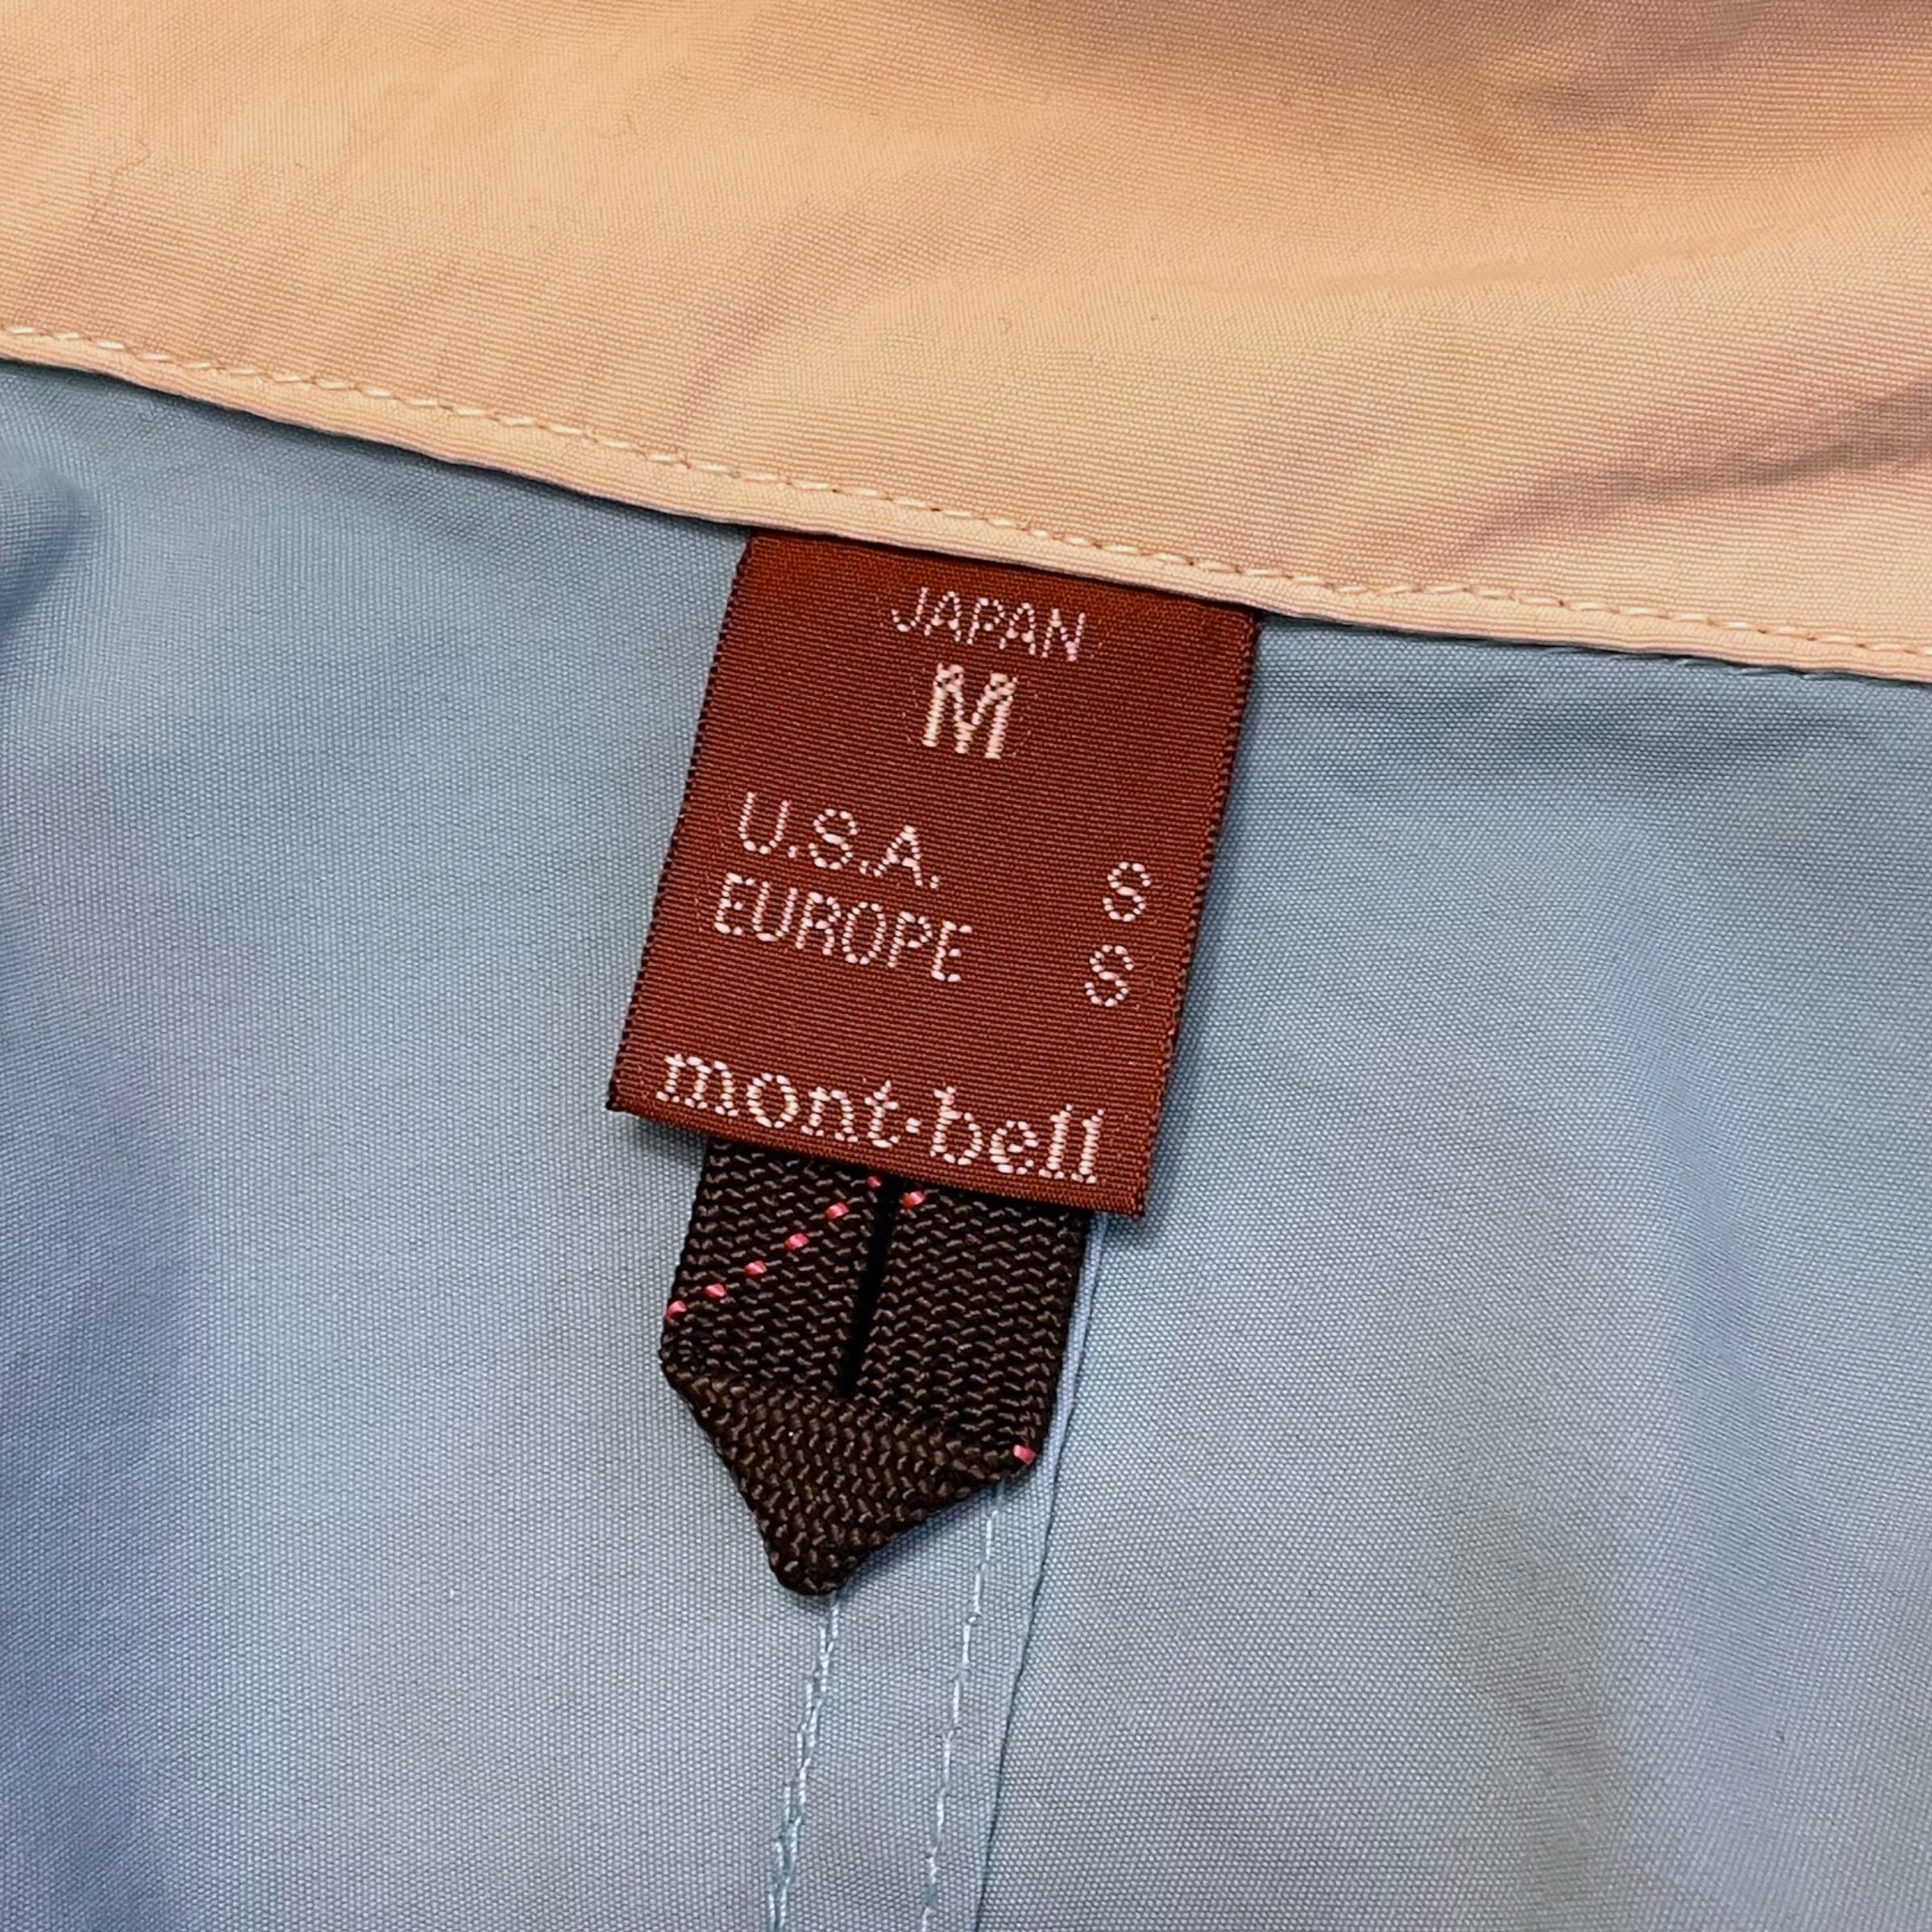 JAPAN
M
U.S.A. S
EUROPE S
mont·bell